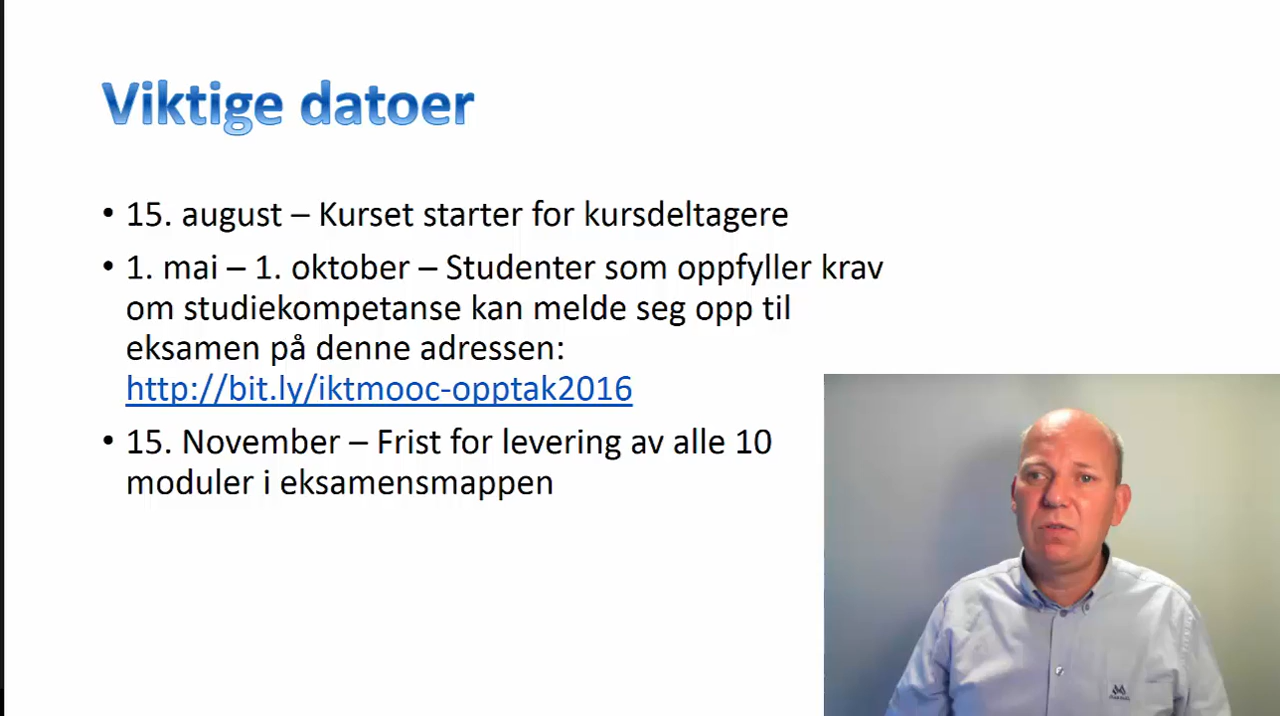 Viktige datoer
• 15. august – Kurset starter for kursdeltagere
• 1. mai – 1. oktober – Studenter som oppfyller krav
om studiekompetanse kan melde seg opp til
eksamen på denne adressen:
http://bit.ly/iktmooc-opptak2016
• 15. November – Frist for levering av alle 10
moduler i eksamensmappen